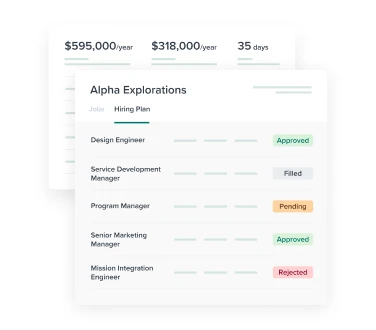 $595,000/year $318,000/year 35 days
Alpha Explorations
Jobs Hiring Plan
Design Engineer Approved
Service Development
Manager Filled
Program Manager Pending
Senior Marketing
Manager Approved
Mission Integration
Engineer Rejected